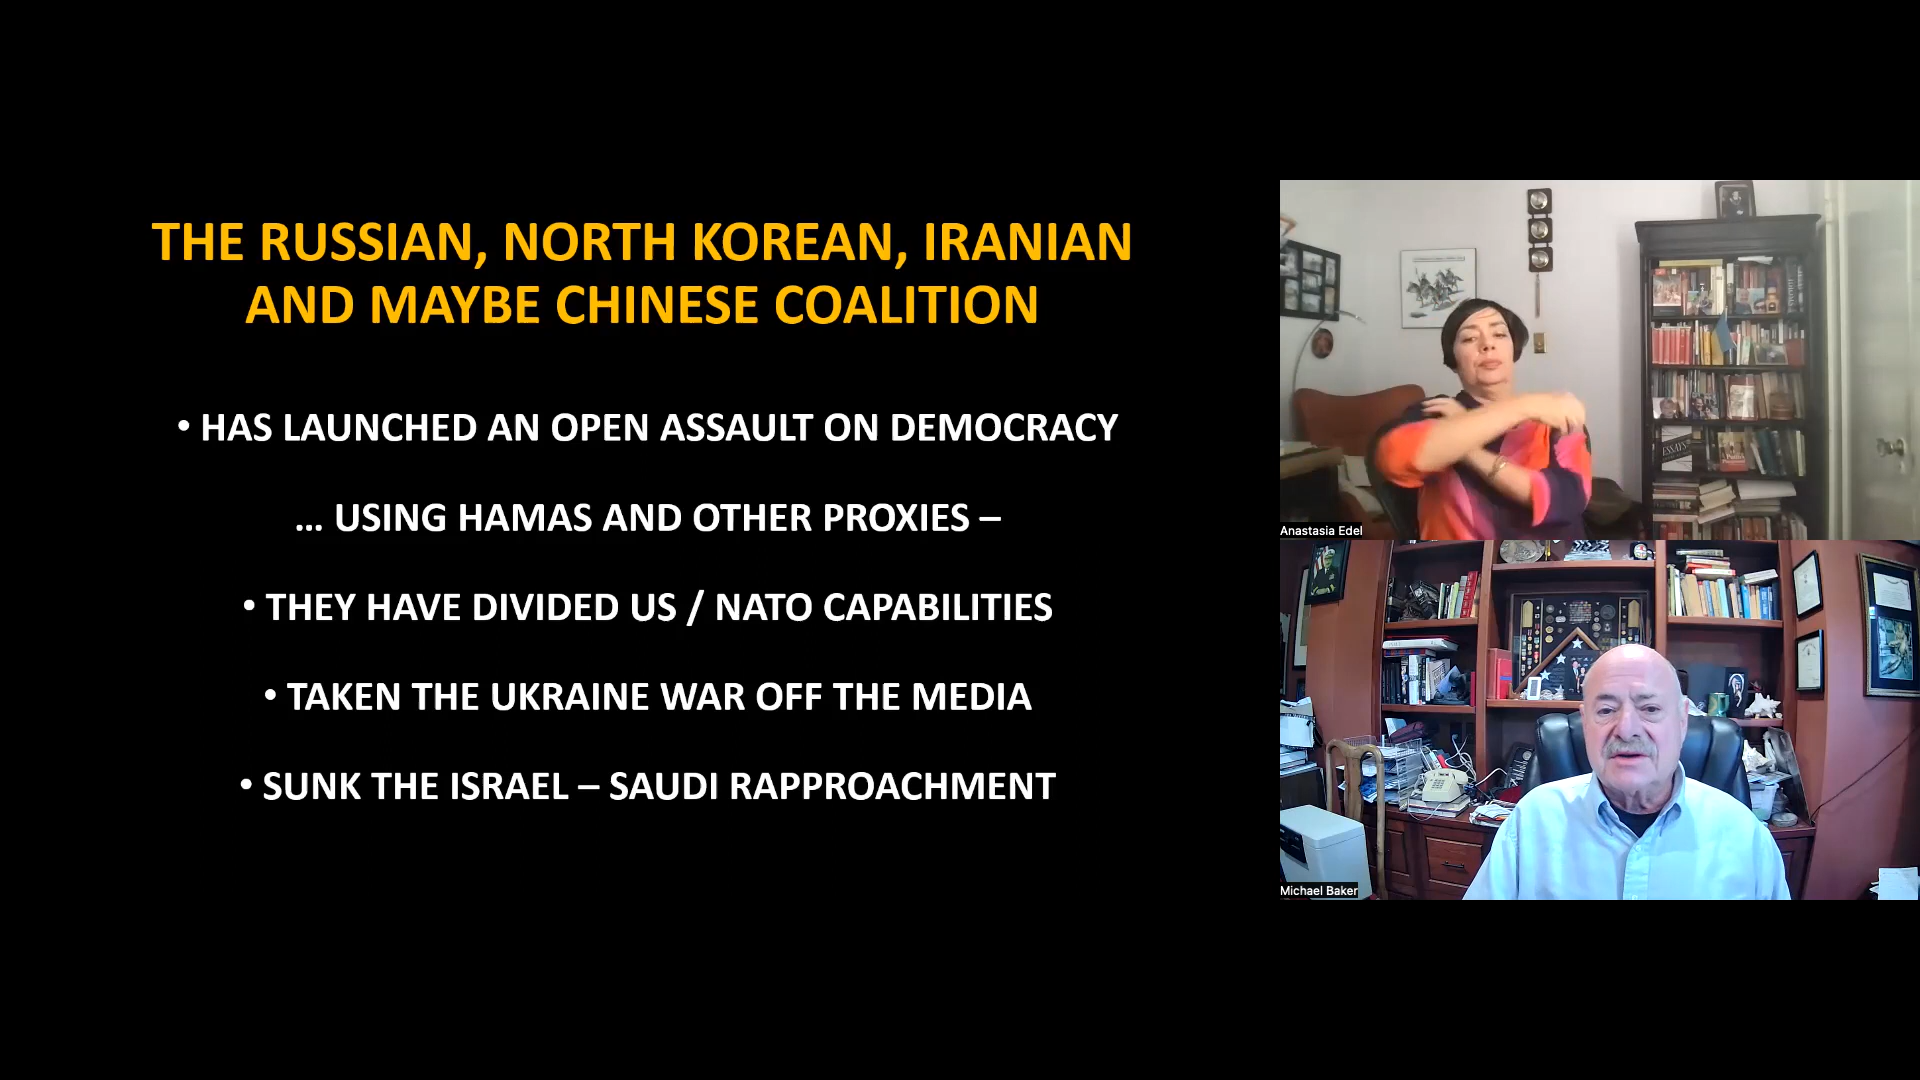 THE RUSSIAN, NORTH KOREAN, IRANIAN
AND MAYBE CHINESE COALITION
• HAS LAUNCHED AN OPEN ASSAULT ON DEMOCRACY
... USING HAMAS AND OTHER PROXIES –
• THEY HAVE DIVIDED US / NATO CAPABILITIES
• TAKEN THE UKRAINE WAR OFF THE MEDIA
• SUNK THE ISRAEL – SAUDI RAPPROACHMENT
ESSAYS
Anastasia Edel
Michael Baker